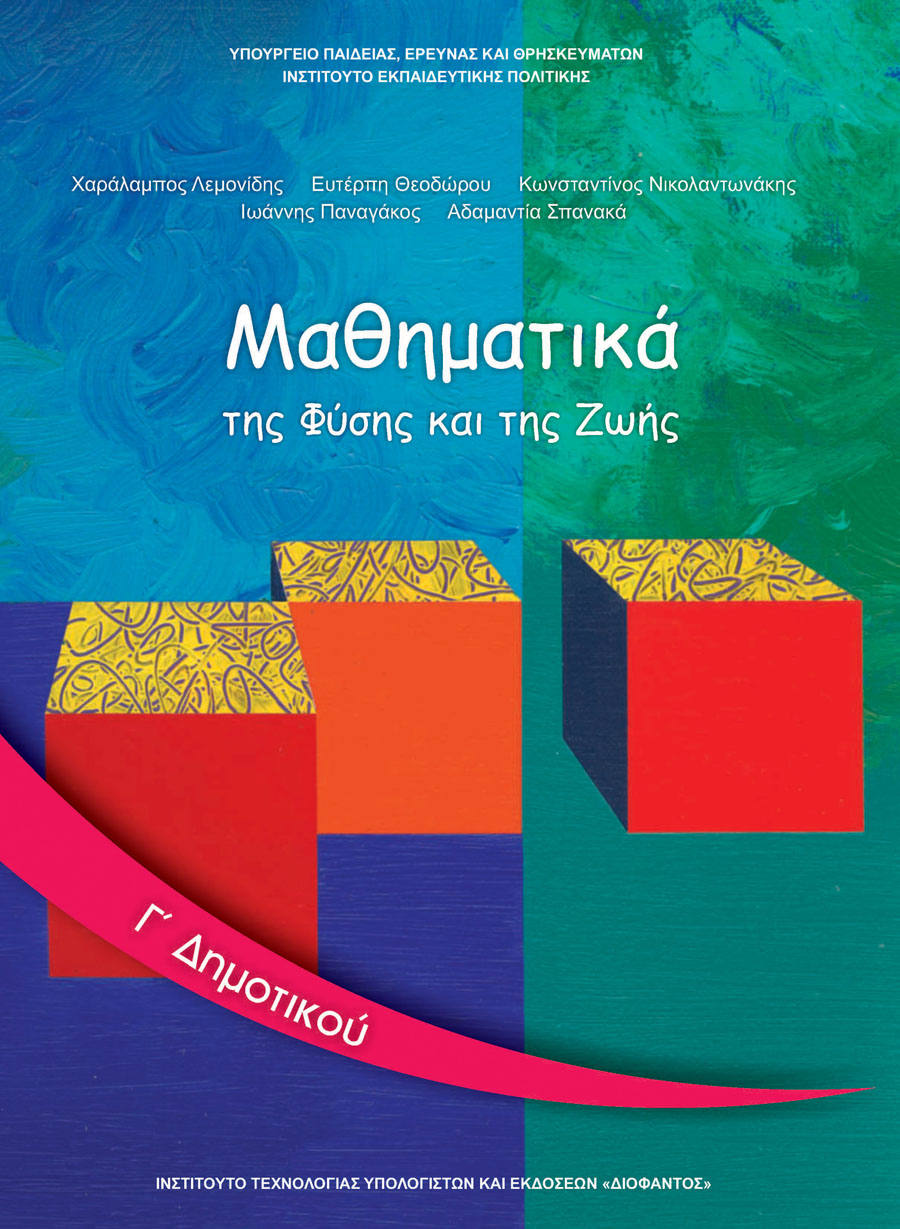 ΥΠΟΥΡΓΕΙΟ ΠΑΙΔΕΙΑΣ, ΕΡΕΥΝΑΣ ΚΑΙ ΘΡΗΣΚΕΥΜΑΤΩΝ
ΙΝΣΤΙΤΟΥΤΟ ΕΚΠΑΙΔΕΥΤΙΚΗΣ ΠΟΛΙΤΙΚΗΣ
Χαράλαμπος Λεμονίδης Ευτέρπη Θεοδώρου Κωνσταντίνος Νικολαντωνάκης
Ιωάννης Παναγάκος Αδαμαντία Σπανακά
Μαθηματικά
της Φύσης και της Ζωής
Γ΄ Δημοτικού
ΙΝΣΤΙΤΟΥΤΟ ΤΕΧΝΟΛΟΓΙΑΣ ΥΠΟΛΟΓΙΣΤΩΝ ΚΑΙ ΕΚΔΟΣΕΩΝ «ΔΙΟΦΑΝΤΟΣ»